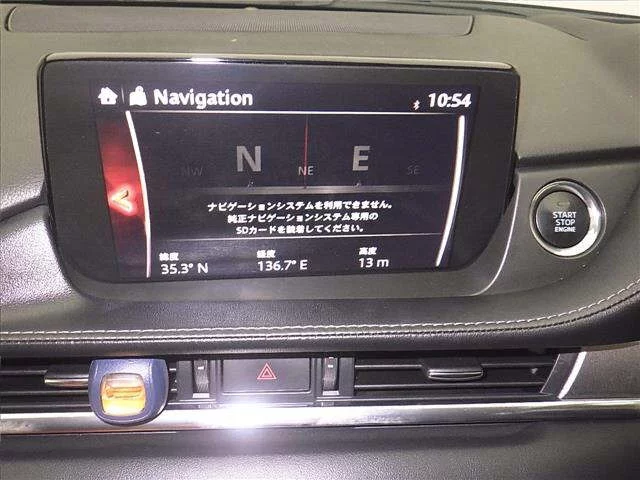 Navigation
10:54
NW N NE E SE
ナビゲーションシステムを利用できません。
純正ナビゲーションシステム専用の
SDカードを装着してください。
緯度 経度 高度
35.3° N 136.7° E 13 m
START
STOP
ENGINE